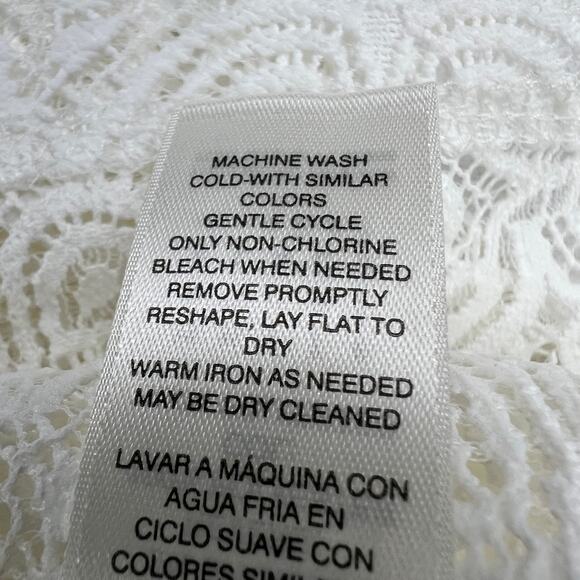 MACHINE WASH
COLD-WITH SIMILAR
COLORS
GENTLE CYCLE
ONLY NON-CHLORINE
BLEACH WHEN NEEDED
REMOVE PROMPTLY
RESHAPE, LAY FLAT TO
DRY
WARM IRON AS NEEDED
MAY BE DRY CLEANED
LAVAR A MÁQUINA CON
AGUA FRIA EN
CICLO SUAVE CON
COLORES